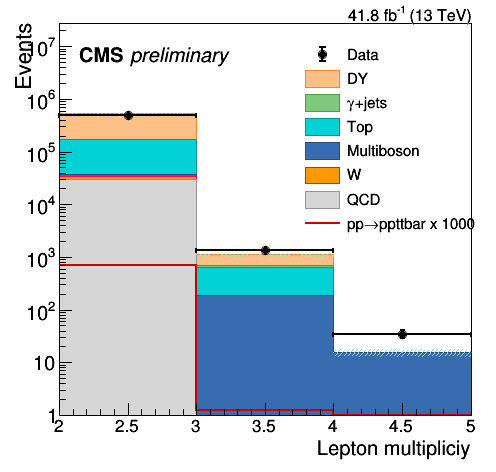 41.8 fb⁻¹ (13 TeV)
Events
CMS preliminary
Data
DY
γ+jets
Top
Multiboson
W
QCD
pp→ppttbar x 1000
10⁷
10⁶
10⁵
10⁴
10³
10²
10
1
2 2.5 3 3.5 4 4.5 5
Lepton multipliciy